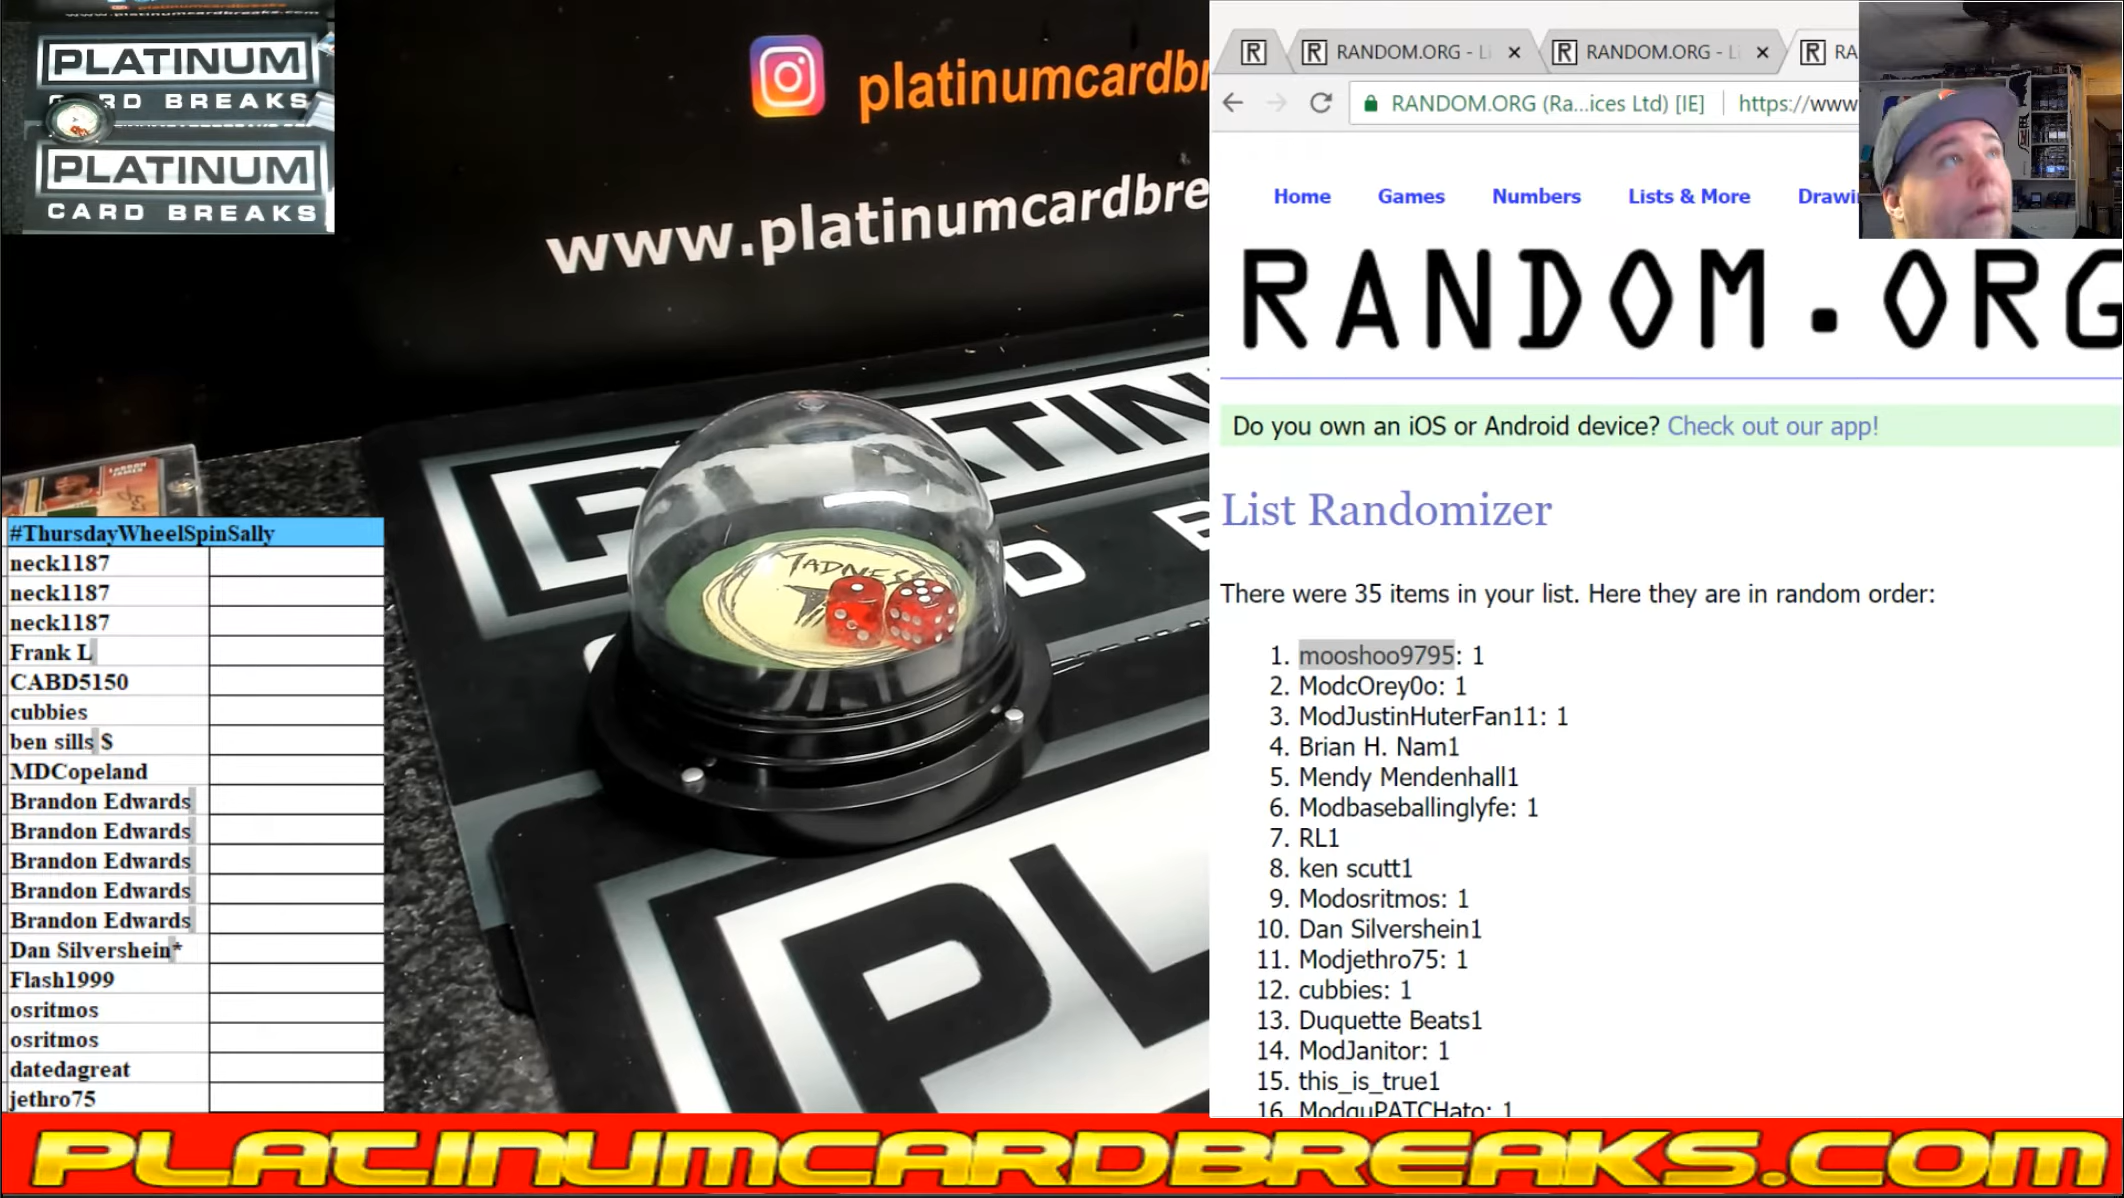 PLATINUM
CARD BREAKS
PLATINUM
CARD BREAKS
platinumcardbr
www.platinumcardbre
MADNESS
#ThursdayWheelSpinSally
neck1187
neck1187
neck1187
Frank L
CABD5150
cubbies
ben sills $
MDCopeland
Brandon Edwards
Brandon Edwards
Brandon Edwards
Brandon Edwards
Brandon Edwards
Dan Silvershein*
Flash1999
osritmos
osritmos
datedagreat
jethro75
RANDOM.ORG - Li
RANDOM.ORG - Li
RA
RANDOM.ORG (Ra...ices Ltd) [IE]
https://www
Home Games Numbers Lists & More Drawi
RANDOM.ORG
Do you own an iOS or Android device? Check out our app!
List Randomizer
There were 35 items in your list. Here they are in random order:
1. mooshoo9795: 1
2. ModcOrey0o: 1
3. ModJustinHuterFan11: 1
4. Brian H. Nam1
5. Mendy Mendenhall1
6. Modbaseballinglyfe: 1
7. RL1
8. ken scutt1
9. Modosritmos: 1
10. Dan Silvershein1
11. Modjethro75: 1
12. cubbies: 1
13. Duquette Beats1
14. ModJanitor: 1
15. this_is_true1
16. ModguPATCHato: 1
PLATINUMCARDBREAKS.COM